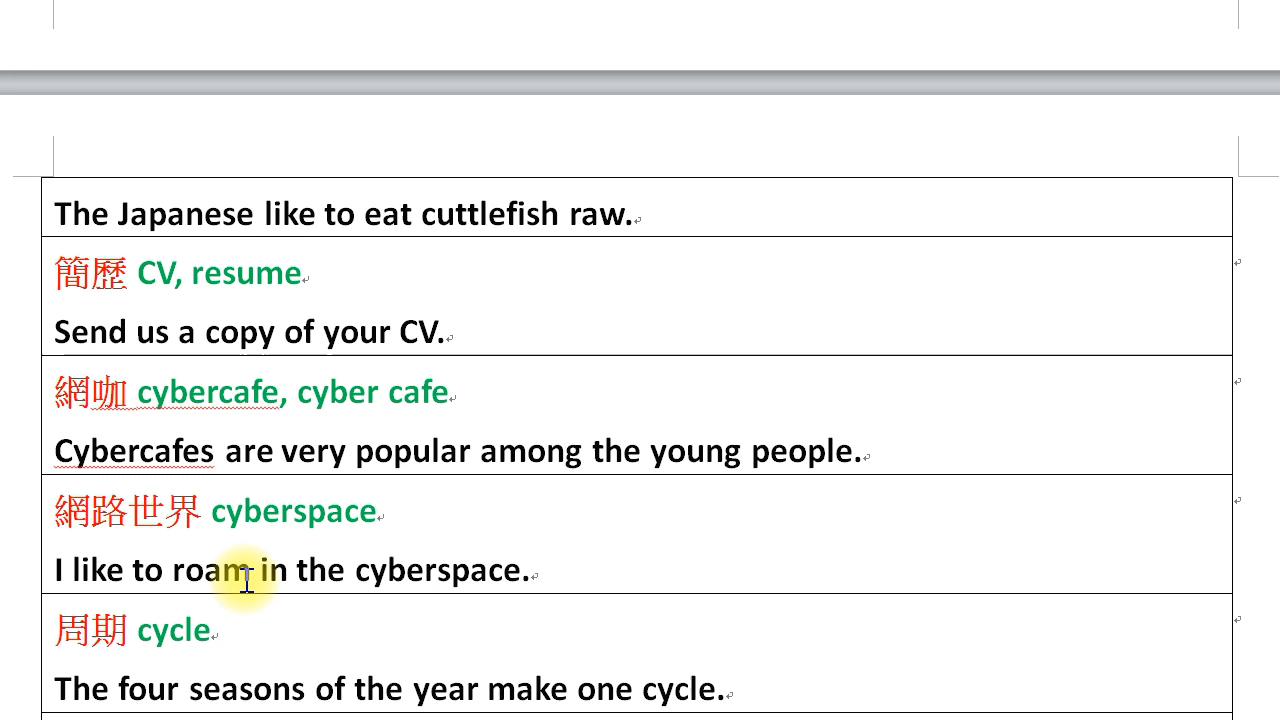 The Japanese like to eat cuttlefish raw.
簡歷 CV, resume
Send us a copy of your CV.
網咖 cybercafe, cyber cafe
Cybercafes are very popular among the young people.
網路世界 cyberspace
I like to roam in the cyberspace.
周期 cycle
The four seasons of the year make one cycle.